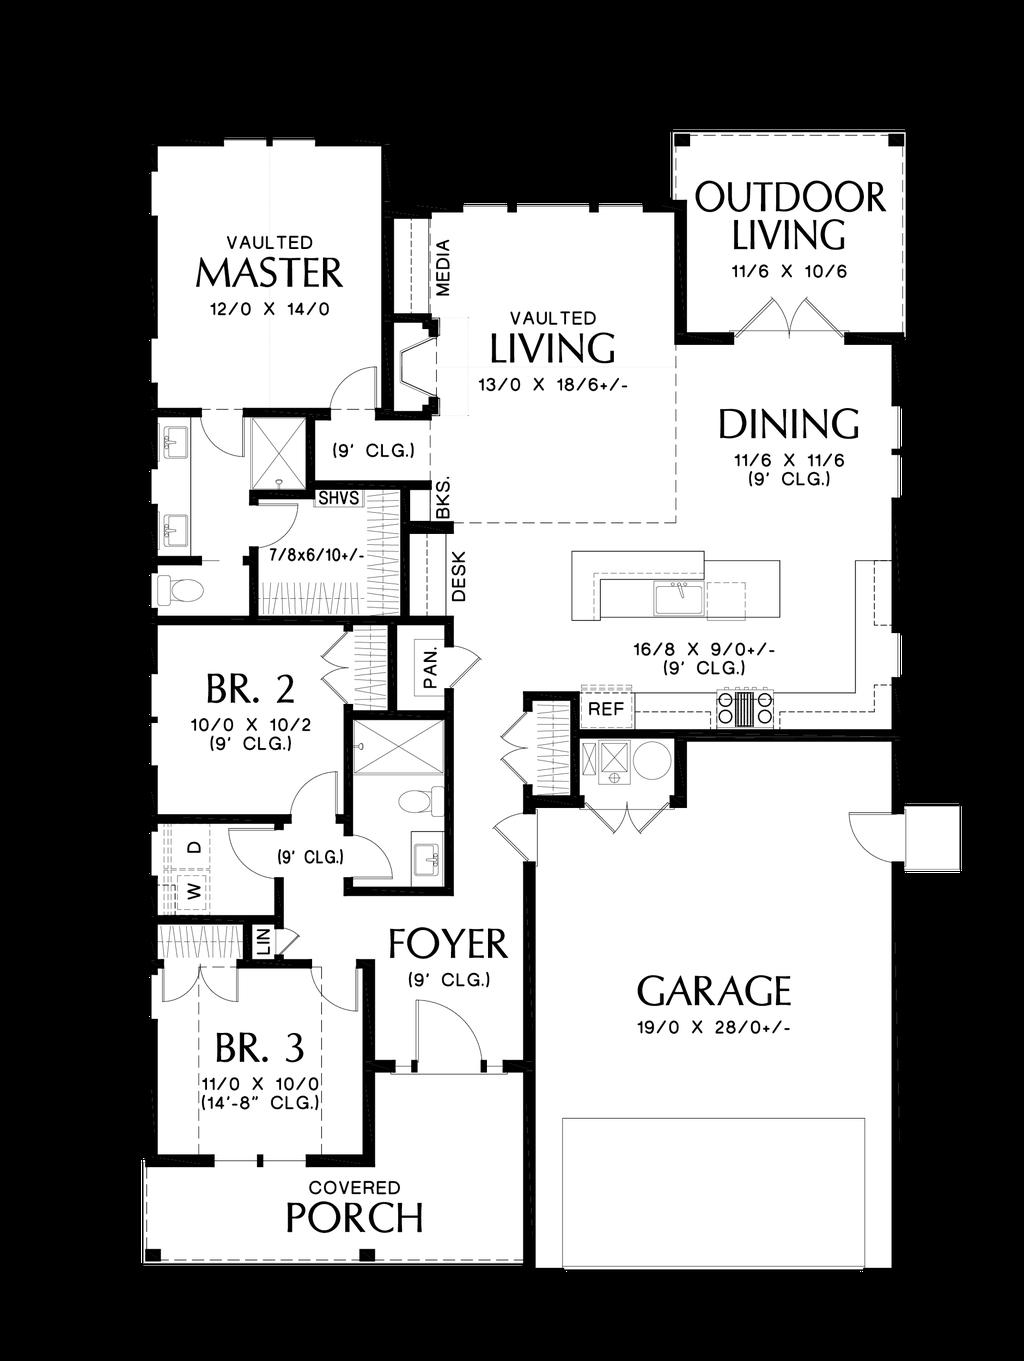 OUTDOOR
LIVING
11/6 X 10/6
VAULTED
MASTER
12/0 X 14/0
MEDIA
VAULTED
LIVING
13/0 X 18/6+/-
DINING
11/6 X 11/6
(9' CLG.)
(9' CLG.)
SHVS
BKS.
7/8x6/10+/-
DESK
16/8 X 9/0+/-
(9' CLG.)
PAN.
BR. 2
10/0 X 10/2
(9' CLG.)
REF
D
W
(9' CLG.)
LIN
FOYER
(9' CLG.)
GARAGE
19/0 X 28/0+/-
BR. 3
11/0 X 10/0
(14'-8" CLG.)
COVERED
PORCH